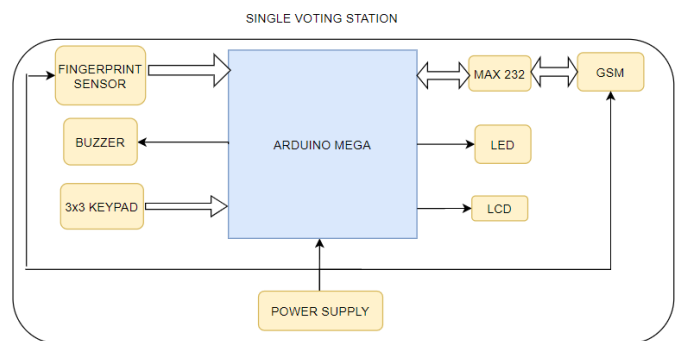 SINGLE VOTING STATION
FINGERPRINT
SENSOR
MAX 232
GSM
BUZZER
ARDUINO MEGA
LED
3x3 KEYPAD
LCD
POWER SUPPLY